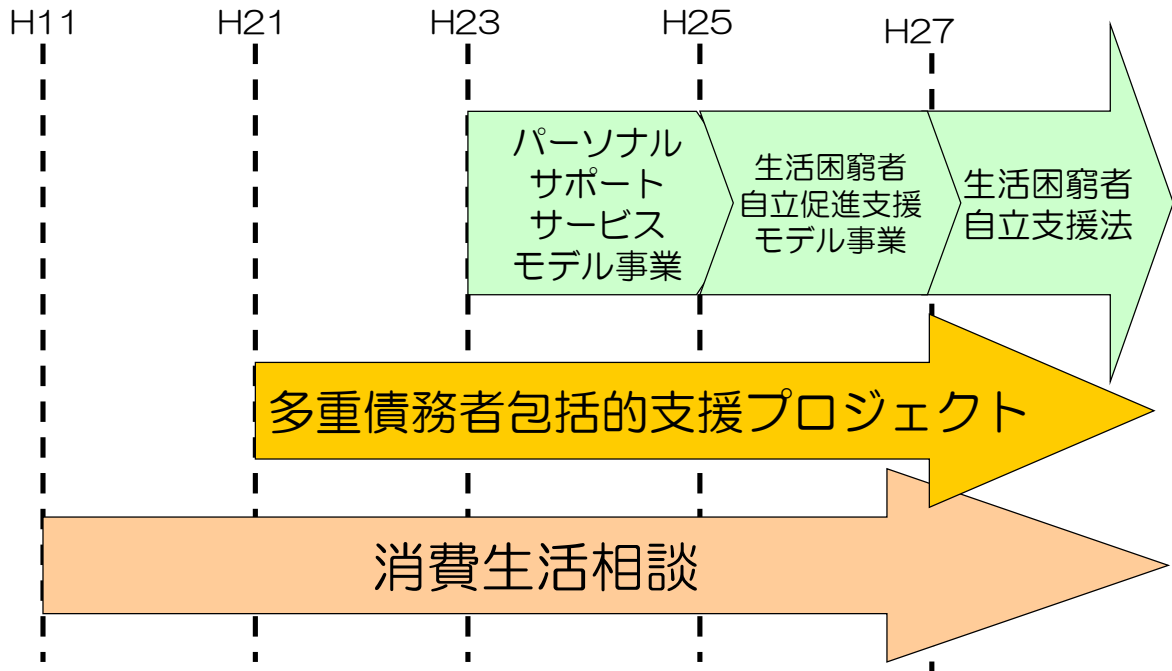 H11
H21
H23
H25
H27
パーソナル
サポート
サービス
モデル事業
生活困窮者
自立促進支援
モデル事業
生活困窮者
自立支援法
多重債務者包括的支援プロジェクト
消費生活相談